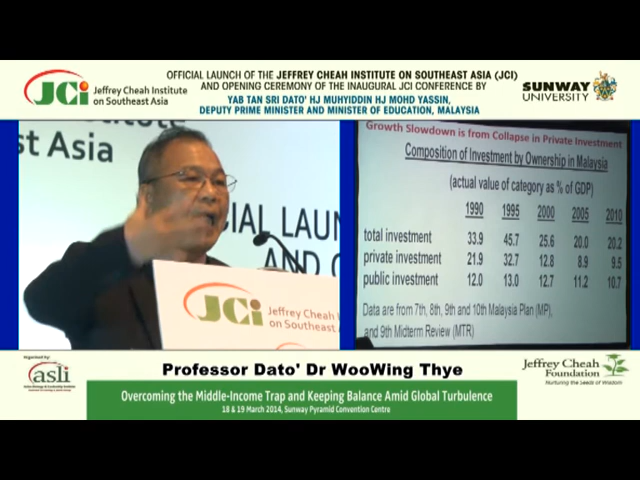 JCi
Jeffrey Cheah Institute
on Southeast Asia
OFFICIAL LAUNCH OF THE JEFFREY CHEAH INSTITUTE ON SOUTHEAST ASIA (JCI)
AND OPENING CEREMONY OF THE INAUGURAL JCI CONFERENCE BY
YAB TAN SRI DATO' HJ MUHYIDDIN HJ MOHD YASSIN,
DEPUTY PRIME MINISTER AND MINISTER OF EDUCATION, MALAYSIA
SUNWAY
UNIVERSITY
st Asia
CIAL LAUN
AND O
JCi
Jeffrey Cheah
on Southeast
Growth Slowdown is from Collapse in Private Investment
Composition of Investment by Ownership in Malaysia
(actual value of category as % of GDP)
1990 1995 2000 2005 2010
total investment 33.9 45.7 25.6 20.0 20.2
private investment 21.9 32.7 12.8 8.9 9.5
public investment 12.0 13.0 12.7 11.2 10.7
Data are from 7th, 8th, 9th and 10th Malaysia Plan (MP),
and 9th Midterm Review (MTR)
Organised by:
asli
Professor Dato' Dr WooWing Thye
Overcoming the Middle-Income Trap and Keeping Balance Amid Global Turbulence
18 & 19 March 2014, Sunway Pyramid Convention Centre
Jeffrey Cheah
Foundation
Nurturing the Seeds of Wisdom